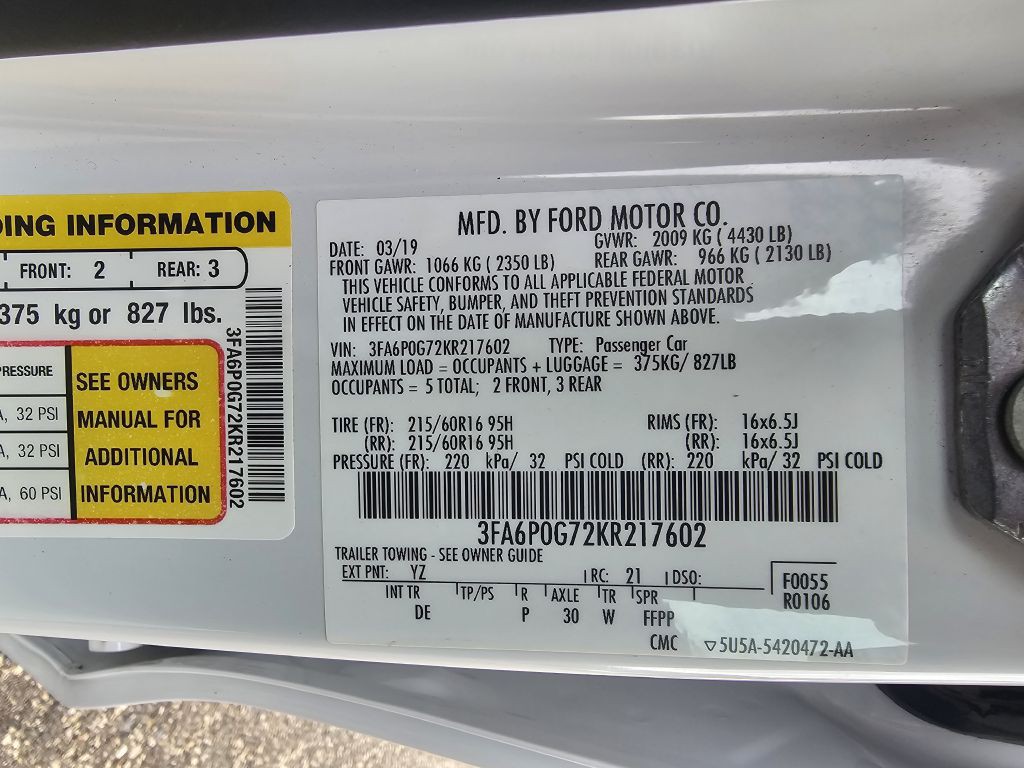 DING INFORMATION
FRONT: 2 REAR: 3
375 kg or 827 lbs.
PRESSURE
A, 32 PSI
A, 32 PSI
A, 60 PSI
SEE OWNERS
MANUAL FOR
ADDITIONAL
INFORMATION
3FA6P0G72KR217602
MFD. BY FORD MOTOR CO.
DATE: 03/19 GVWR: 2009 KG ( 4430 LB)
FRONT GAWR: 1066 KG ( 2350 LB) REAR GAWR: 966 KG ( 2130 LB)
THIS VEHICLE CONFORMS TO ALL APPLICABLE FEDERAL MOTOR
VEHICLE SAFETY, BUMPER, AND THEFT PREVENTION STANDARDS
IN EFFECT ON THE DATE OF MANUFACTURE SHOWN ABOVE.
VIN: 3FA6P0G72KR217602 TYPE: Passenger Car
MAXIMUM LOAD = OCCUPANTS + LUGGAGE = 375KG/ 827LB
OCCUPANTS = 5 TOTAL; 2 FRONT, 3 REAR
TIRE (FR): 215/60R16 95H RIMS (FR): 16x6.5J
(RR): 215/60R16 95H (RR): 16x6.5J
PRESSURE (FR): 220 kPa/ 32 PSI COLD (RR): 220 kPa/ 32 PSI COLD
3FA6P0G72KR217602
TRAILER TOWING - SEE OWNER GUIDE
EXT PNT: YZ RC: 21 DSO: F0055
INT TR TP/PS R AXLE TR SPR R0106
DE P 30 W FFPP
CMC ▽5U5A-5420472-AA